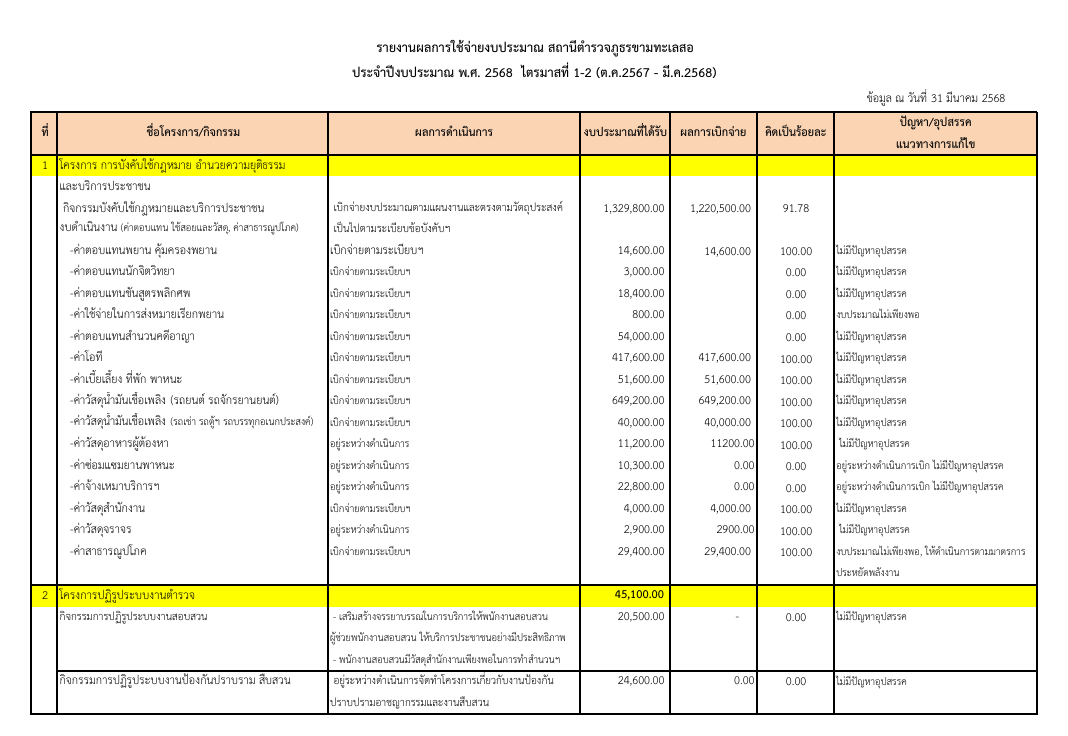 รายงานผลการใช้จ่ายงบประมาณ สถานีตำรวจภูธรขามทะเลสอ
ประจำปีงบประมาณ พ.ศ. 2568 ไตรมาสที่ 1-2 (ต.ค.2567 - มี.ค.2568)
ข้อมูล ณ วันที่ 31 มีนาคม 2568
ที่ ชื่อโครงการ/กิจกรรม ผลการดำเนินการ งบประมาณที่ได้รับ ผลการเบิกจ่าย คิดเป็นร้อยละ ปัญหา/อุปสรรค
แนวทางการแก้ไข
1 โครงการ การบังคับใช้กฎหมาย อำนวยความยุติธรรม
และบริการประชาชน
กิจกรรมบังคับใช้กฎหมายและบริการประชาชน เบิกจ่ายงบประมาณตามแผนงานและตรงตามวัตถุประสงค์ 1,329,800.00 1,220,500.00 91.78
งบดำเนินงาน (ค่าตอบแทน ใช้สอยและวัสดุ, ค่าสาธารณูปโภค) เป็นไปตามระเบียบข้อบังคับฯ
-ค่าตอบแทนพยาน คุ้มครองพยาน เบิกจ่ายตามระเบียบฯ 14,600.00 14,600.00 100.00 ไม่มีปัญหาอุปสรรค
-ค่าตอบแทนนักจิตวิทยา เบิกจ่ายตามระเบียบฯ 3,000.00 0.00 ไม่มีปัญหาอุปสรรค
-ค่าตอบแทนชันสูตรพลิกศพ เบิกจ่ายตามระเบียบฯ 18,400.00 0.00 ไม่มีปัญหาอุปสรรค
-ค่าใช้จ่ายในการส่งหมายเรียกพยาน เบิกจ่ายตามระเบียบฯ 800.00 0.00 งบประมาณไม่เพียงพอ
-ค่าตอบแทนสำนวนคดีอาญา เบิกจ่ายตามระเบียบฯ 54,000.00 0.00 ไม่มีปัญหาอุปสรรค
-ค่าโอที เบิกจ่ายตามระเบียบฯ 417,600.00 417,600.00 100.00 ไม่มีปัญหาอุปสรรค
-ค่าเบี้ยเลี้ยง ที่พัก พาหนะ เบิกจ่ายตามระเบียบฯ 51,600.00 51,600.00 100.00 ไม่มีปัญหาอุปสรรค
-ค่าวัสดุน้ำมันเชื้อเพลิง (รถยนต์ รถจักรยานยนต์) เบิกจ่ายตามระเบียบฯ 649,200.00 649,200.00 100.00 ไม่มีปัญหาอุปสรรค
-ค่าวัสดุน้ำมันเชื้อเพลิง (รถเช่า รถตู้ฯ รถบรรทุกอเนกประสงค์) เบิกจ่ายตามระเบียบฯ 40,000.00 40,000.00 100.00 ไม่มีปัญหาอุปสรรค
-ค่าวัสดุอาหารผู้ต้องหา อยู่ระหว่างดำเนินการ 11,200.00 11200.00 100.00 ไม่มีปัญหาอุปสรรค
-ค่าซ่อมแซมยานพาหนะ อยู่ระหว่างดำเนินการ 10,300.00 0.00 0.00 อยู่ระหว่างดำเนินการเบิก ไม่มีปัญหาอุปสรรค
-ค่าจ้างเหมาบริการฯ อยู่ระหว่างดำเนินการ 22,800.00 0.00 0.00 อยู่ระหว่างดำเนินการเบิก ไม่มีปัญหาอุปสรรค
-ค่าวัสดุสำนักงาน เบิกจ่ายตามระเบียบฯ 4,000.00 4,000.00 100.00 ไม่มีปัญหาอุปสรรค
-ค่าวัสดุจราจร อยู่ระหว่างดำเนินการ 2,900.00 2900.00 100.00 ไม่มีปัญหาอุปสรรค
-ค่าสาธารณูปโภค เบิกจ่ายตามระเบียบฯ 29,400.00 29,400.00 100.00 งบประมาณไม่เพียงพอ, ให้ดำเนินการตามมาตรการ
ประหยัดพลังงาน
2 โครงการปฏิรูประบบงานตำรวจ 45,100.00
กิจกรรมการปฏิรูประบบงานสอบสวน - เสริมสร้างจรรยาบรรณในการบริการให้พนักงานสอบสวน 20,500.00 - 0.00 ไม่มีปัญหาอุปสรรค
ผู้ช่วยพนักงานสอบสวน ให้บริการประชาชนอย่างมีประสิทธิภาพ
- พนักงานสอบสวนมีวัสดุสำนักงานเพียงพอในการทำสำนวนฯ
กิจกรรมการปฏิรูประบบงานป้องกันปราบราม สืบสวน อยู่ระหว่างดำเนินการจัดทำโครงการเกี่ยวกับงานป้องกัน 24,600.00 0.00 0.00 ไม่มีปัญหาอุปสรรค
ปราบปรามอาชญากรรมและงานสืบสวน